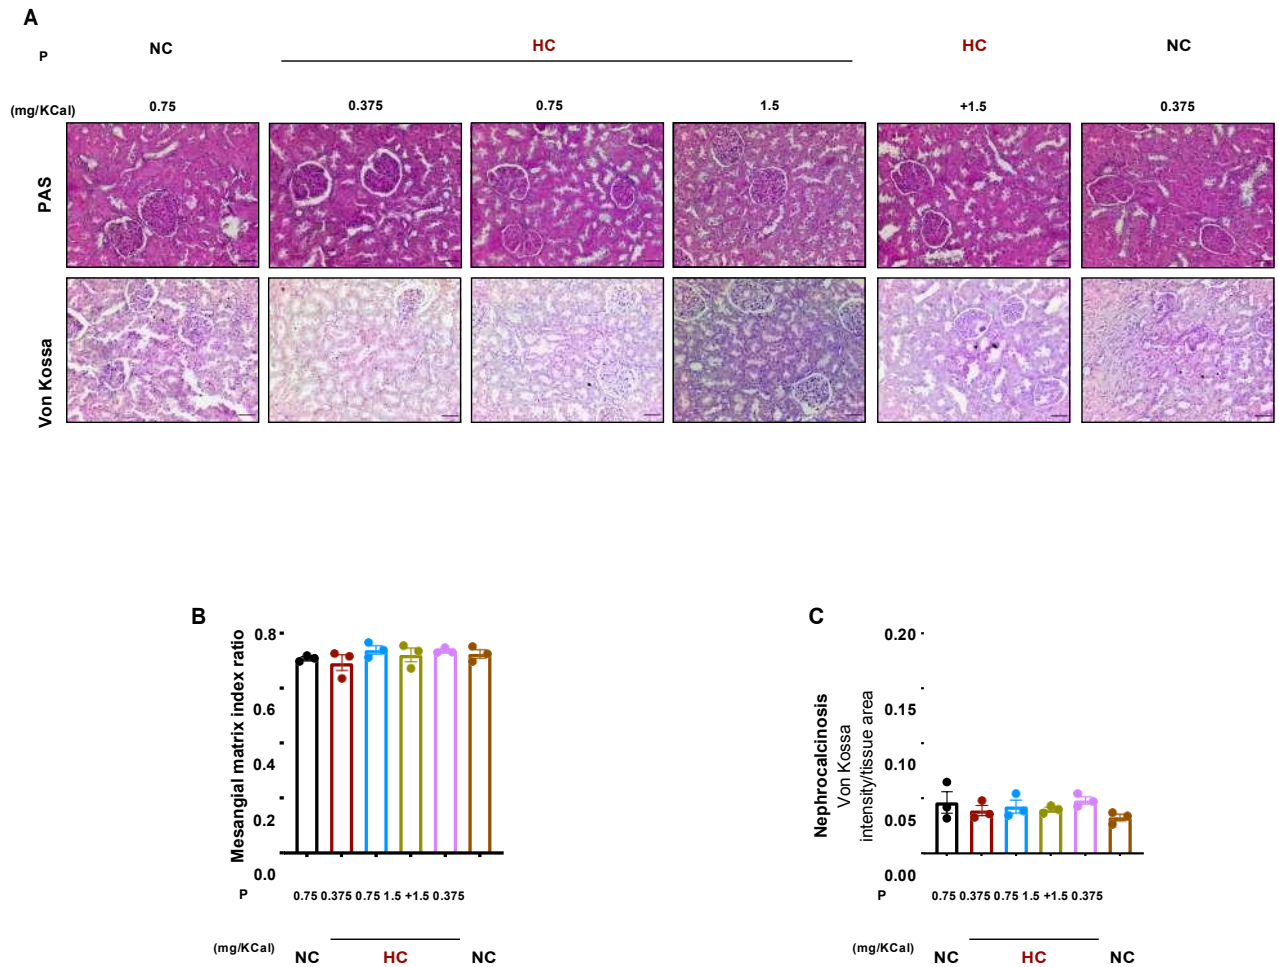 A
NC HC HC NC
P
(mg/KCal) 0.75 0.375 0.75 1.5 +1.5 0.375
PAS
Von Kossa
B
Mesangial matrix index ratio
0.8
0.6
0.4
0.2
0.0
P 0.75 0.375 0.75 1.5 +1.5 0.375
(mg/KCal) NC HC NC
C
Nephrocalcinosis
Von Kossa
intensity/tissue area
0.20
0.15
0.10
0.05
0.00
P 0.75 0.375 0.75 1.5 +1.5 0.375
(mg/KCal) NC HC NC